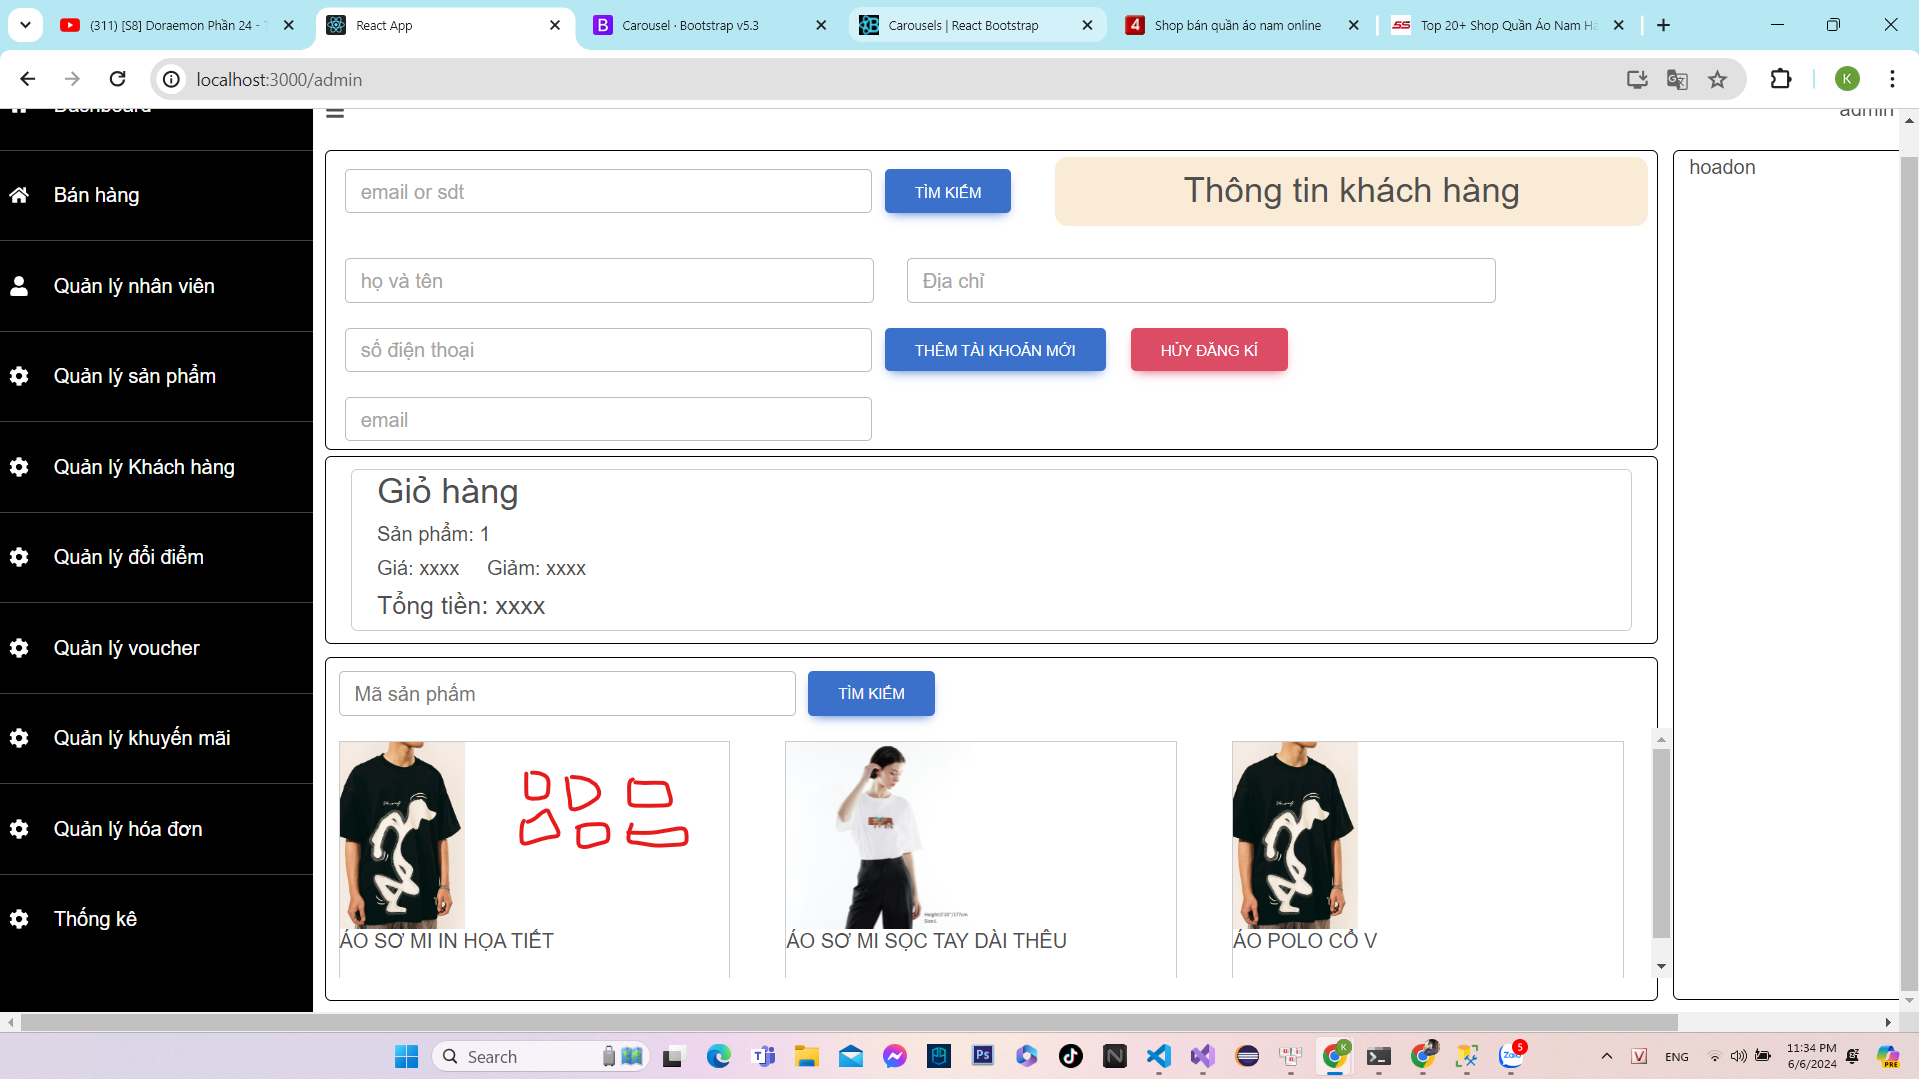 (311) [S8] Doraemon Phần 24 -
React App
Carousel · Bootstrap v5.3
Carousels | React Bootstrap
Shop bán quần áo nam online
Top 20+ Shop Quần Áo Nam Hà
localhost:3000/admin
K
Dashboard
Bán hàng
Quản lý nhân viên
Quản lý sản phẩm
Quản lý Khách hàng
Quản lý đổi điểm
Quản lý voucher
Quản lý khuyến mãi
Quản lý hóa đơn
Thống kê
admin
email or sdt
TÌM KIẾM
Thông tin khách hàng
họ và tên
Địa chỉ
số điện thoại
THÊM TÀI KHOẢN MỚI
HỦY ĐĂNG KÍ
email
Giỏ hàng
Sản phẩm: 1
Giá: xxxx Giảm: xxxx
Tổng tiền: xxxx
Mã sản phẩm
TÌM KIẾM
ÁO SƠ MI IN HỌA TIẾT
ÁO SƠ MI SỌC TAY DÀI THÊU
ÁO POLO CỔ V
hoadon
Search
ENG
11:34 PM
6/6/2024